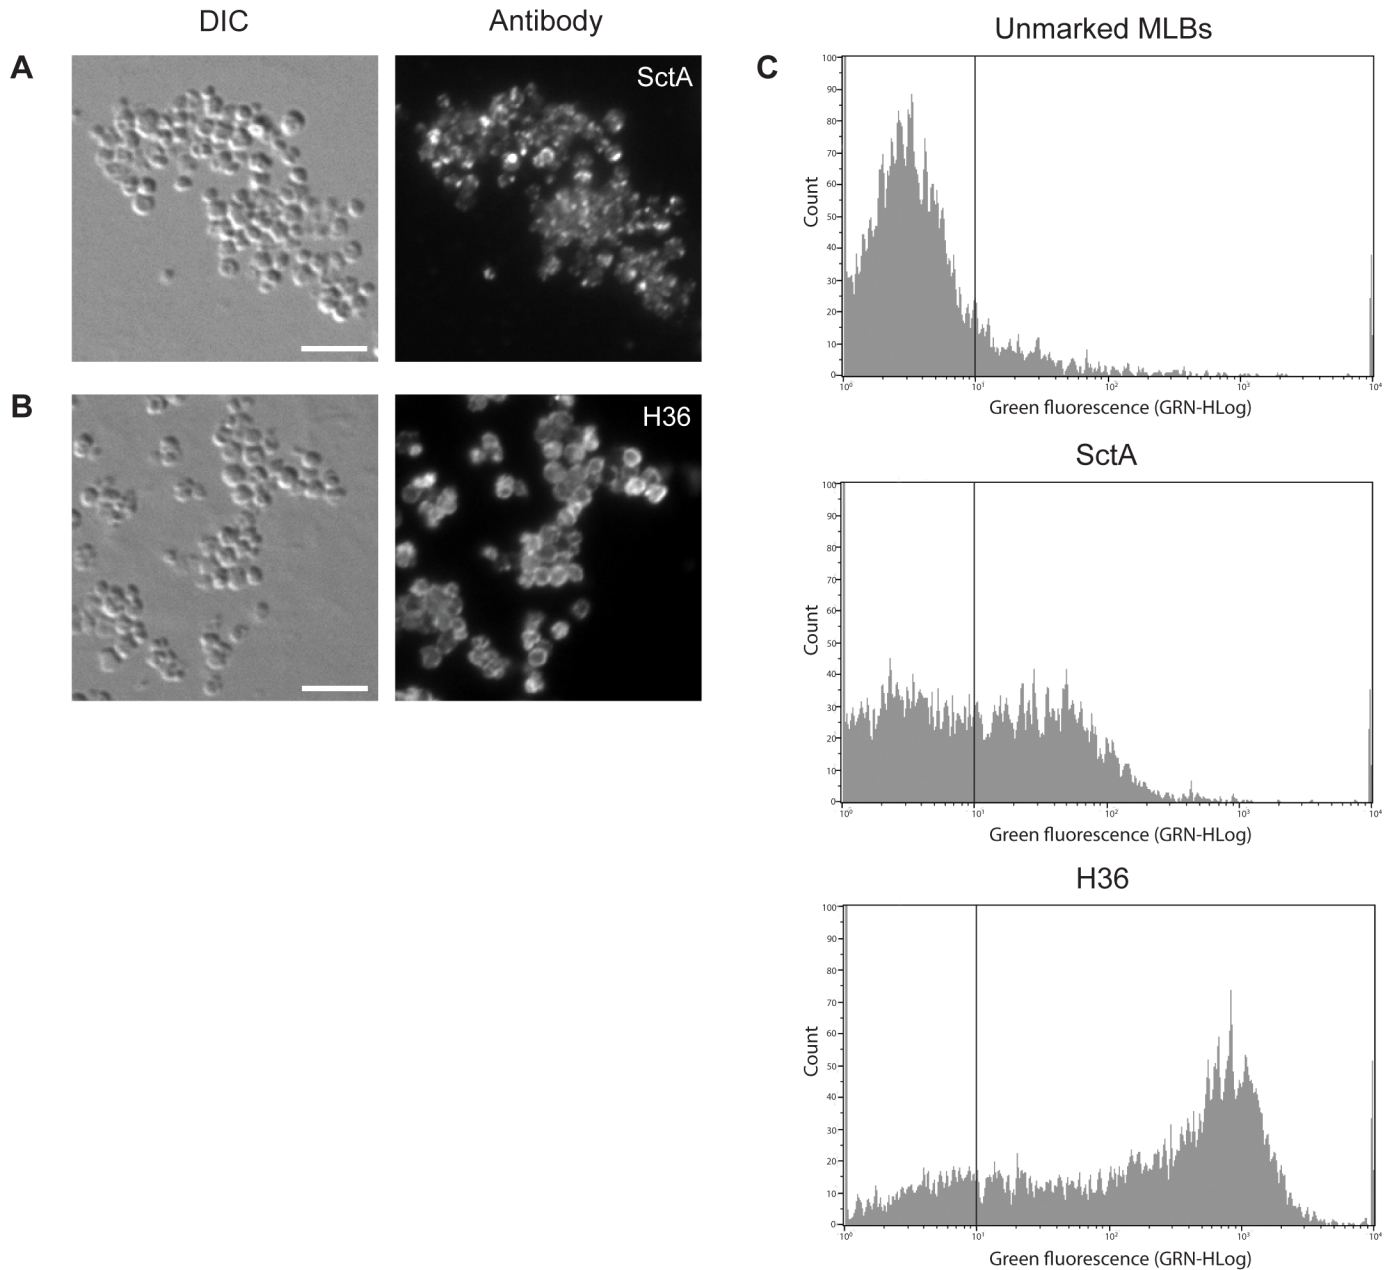 DIC
Antibody
A
SctA
B
H36
C
Unmarked MLBs
100
90
80
70
60
50
40
30
20
10
0
Count
10⁰ 10¹ 10² 10³ 10⁴
Green fluorescence (GRN-HLog)
SctA
100
90
80
70
60
50
40
30
20
10
0
Count
10⁰ 10¹ 10² 10³ 10⁴
Green fluorescence (GRN-HLog)
H36
100
90
80
70
60
50
40
30
20
10
0
Count
10⁰ 10¹ 10² 10³ 10⁴
Green fluorescence (GRN-HLog)